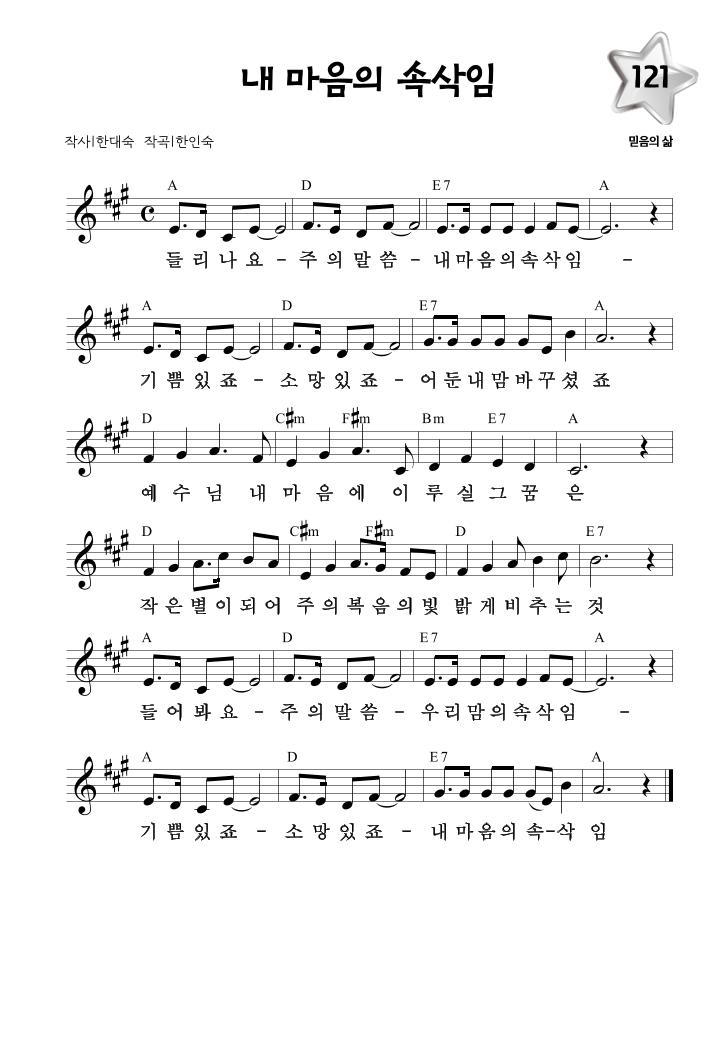 내 마음의 속삭임
121
작사|한대숙 작곡|한인숙
믿음의 삶
A D E7 A
들 리 나 요 - 주 의 말 씀 - 내 마 음 의 속 삭 임 -
A D E7 A
기 쁨 있 죠 - 소 망 있 죠 - 어 둔 내 맘 바 꾸 셨 죠
D C#m F#m Bm E7 A
예 수 님 내 마 음 에 이 루 실 그 꿈 은
D C#m F#m D E7
작 은 별 이 되 어 주 의 복 음 의 빛 밝 게 비 추 는 것
A D E7 A
들 어 봐 요 - 주 의 말 씀 - 우 리 맘 의 속 삭 임 -
A D E7 A
기 쁨 있 죠 - 소 망 있 죠 - 내 마 음 의 속-삭 임